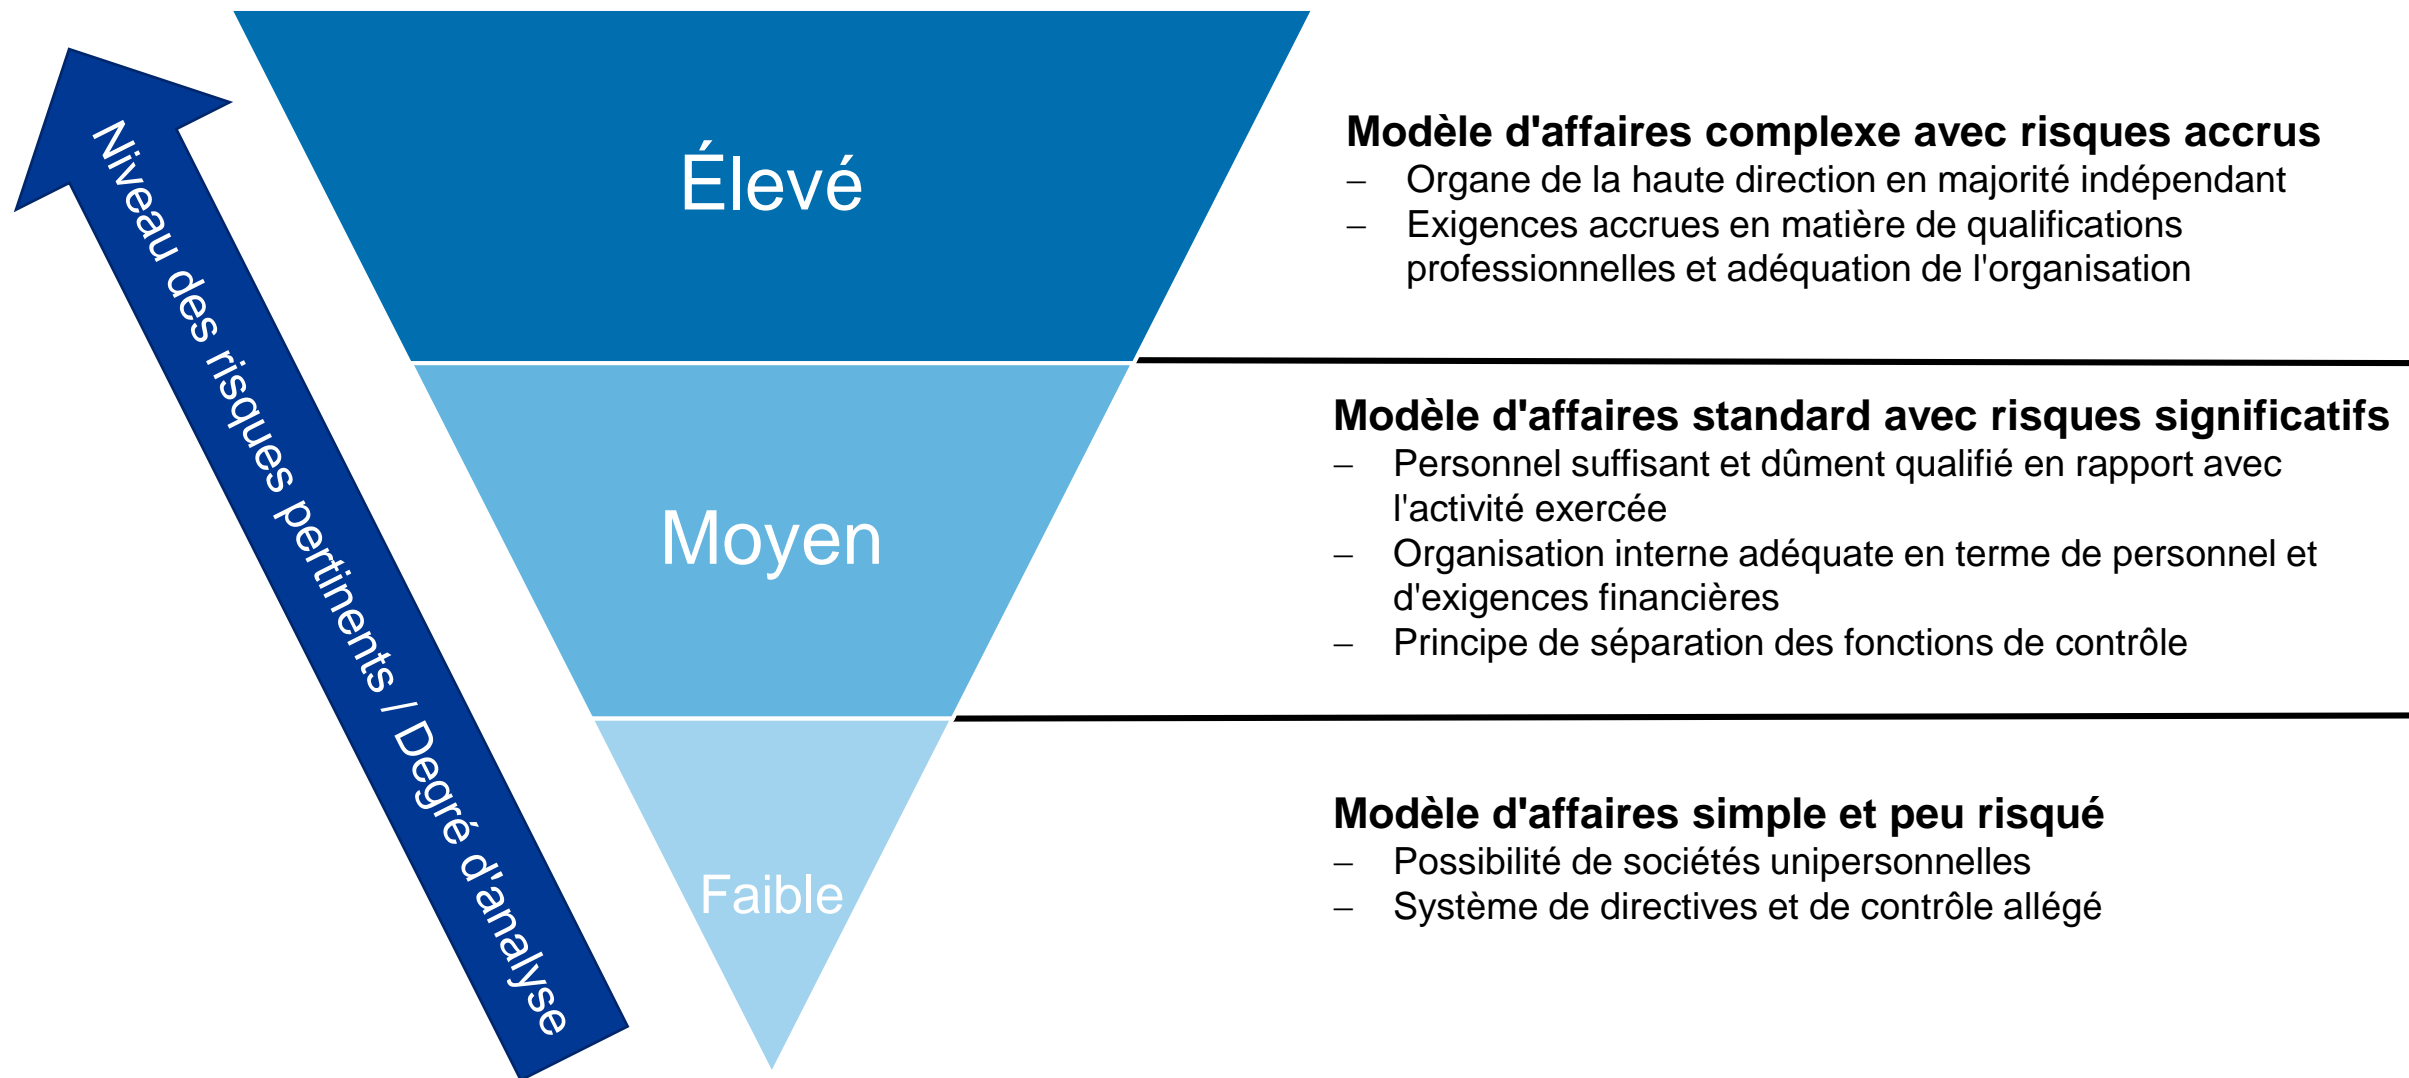 Niveau des risques pertinents / Degré d'analyse
Élevé
Modèle d'affaires complexe avec risques accrus
– Organe de la haute direction en majorité indépendant
– Exigences accrues en matière de qualifications
professionnelles et adéquation de l'organisation
Moyen
Modèle d'affaires standard avec risques significatifs
– Personnel suffisant et dûment qualifié en rapport avec
l'activité exercée
– Organisation interne adéquate en terme de personnel et
d'exigences financières
– Principe de séparation des fonctions de contrôle
Faible
Modèle d'affaires simple et peu risqué
– Possibilité de sociétés unipersonnelles
– Système de directives et de contrôle allégé